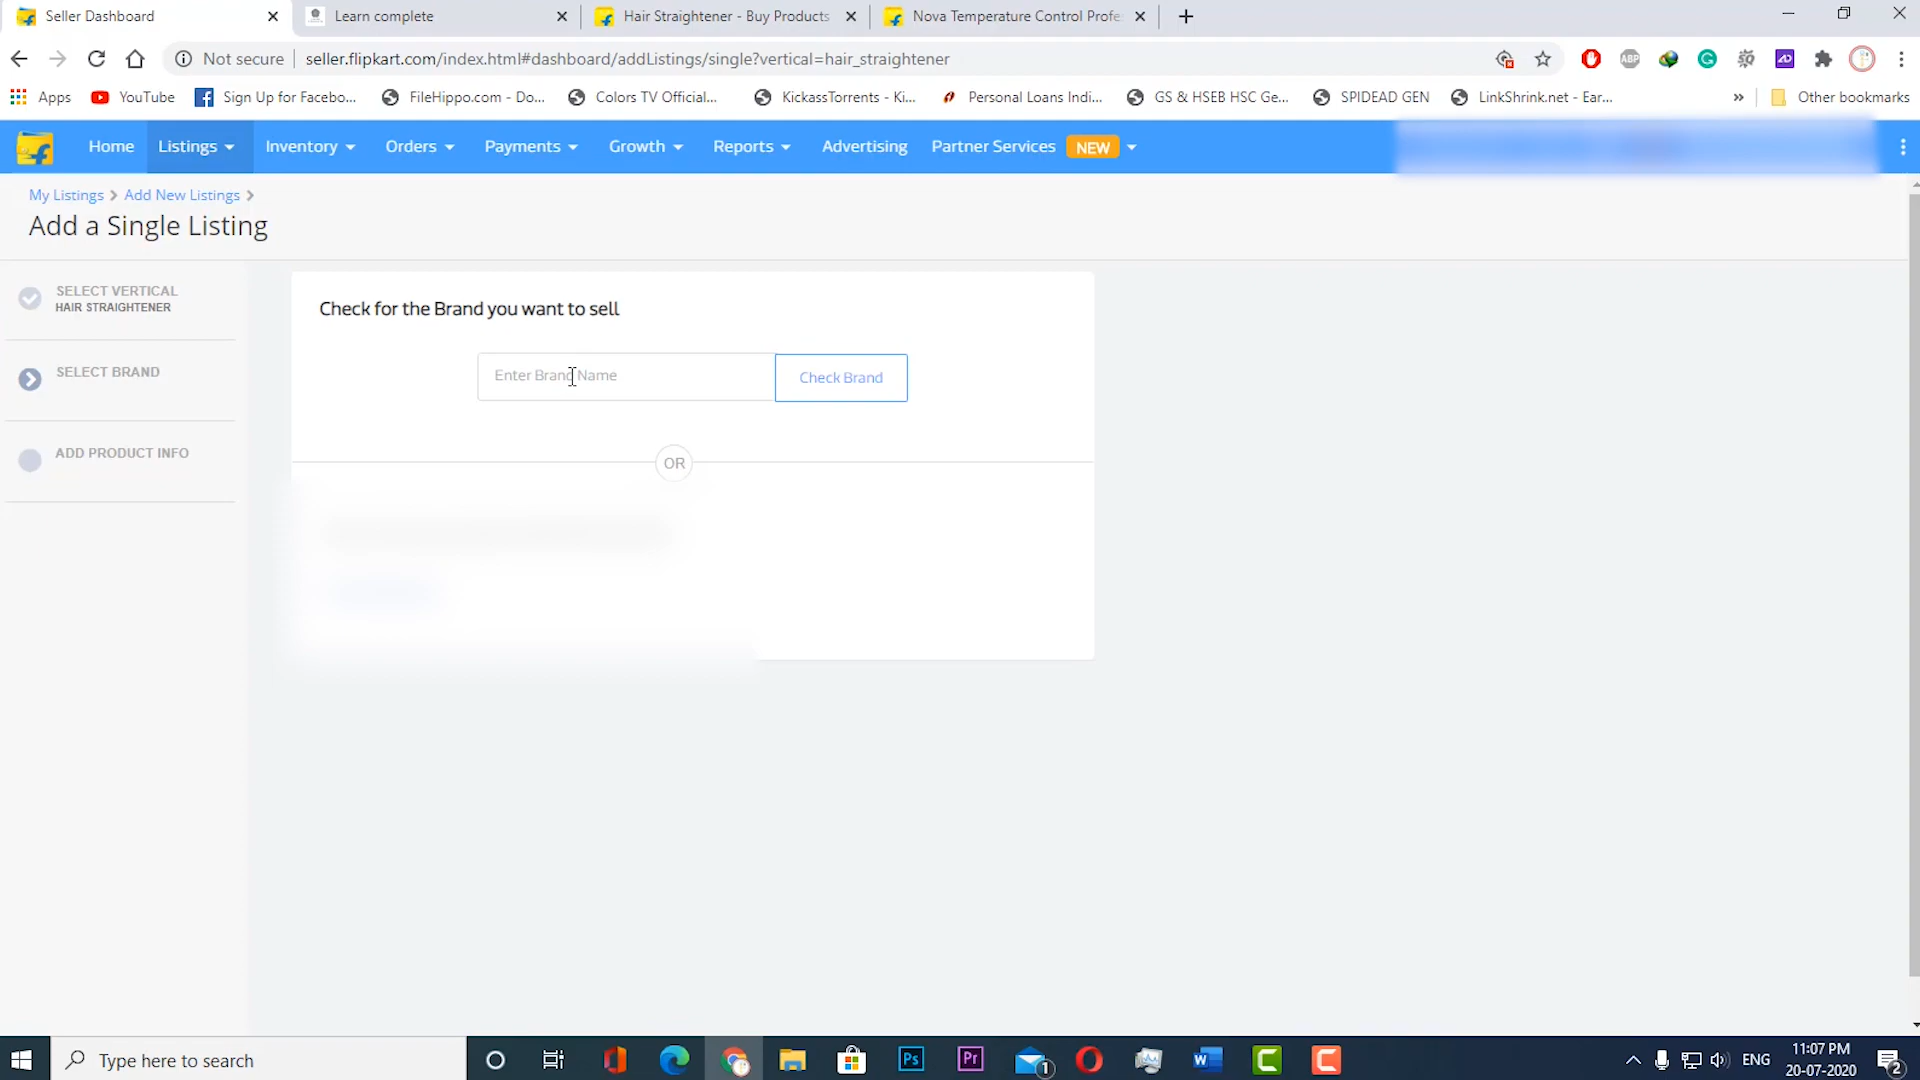 Seller Dashboard
Learn complete
Hair Straightener - Buy Products
Nova Temperature Control Profe
Not secure
seller.flipkart.com/index.html#dashboard/addListings/single?vertical=hair_straightener
Apps
YouTube
Sign Up for Facebo...
FileHippo.com - Do...
Colors TV Official...
KickassTorrents - Ki...
Personal Loans Indi...
GS & HSEB HSC Ge...
SPIDEAD GEN
LinkShrink.net - Ear...
»
Other bookmarks
Home
Listings
Inventory
Orders
Payments
Growth
Reports
Advertising
Partner Services
NEW
My Listings > Add New Listings >
Add a Single Listing
SELECT VERTICAL
HAIR STRAIGHTENER
SELECT BRAND
ADD PRODUCT INFO
Check for the Brand you want to sell
Enter Brand Name
Check Brand
OR
Type here to search
Ps
Pr
1
ENG
11:07 PM
20-07-2020
2